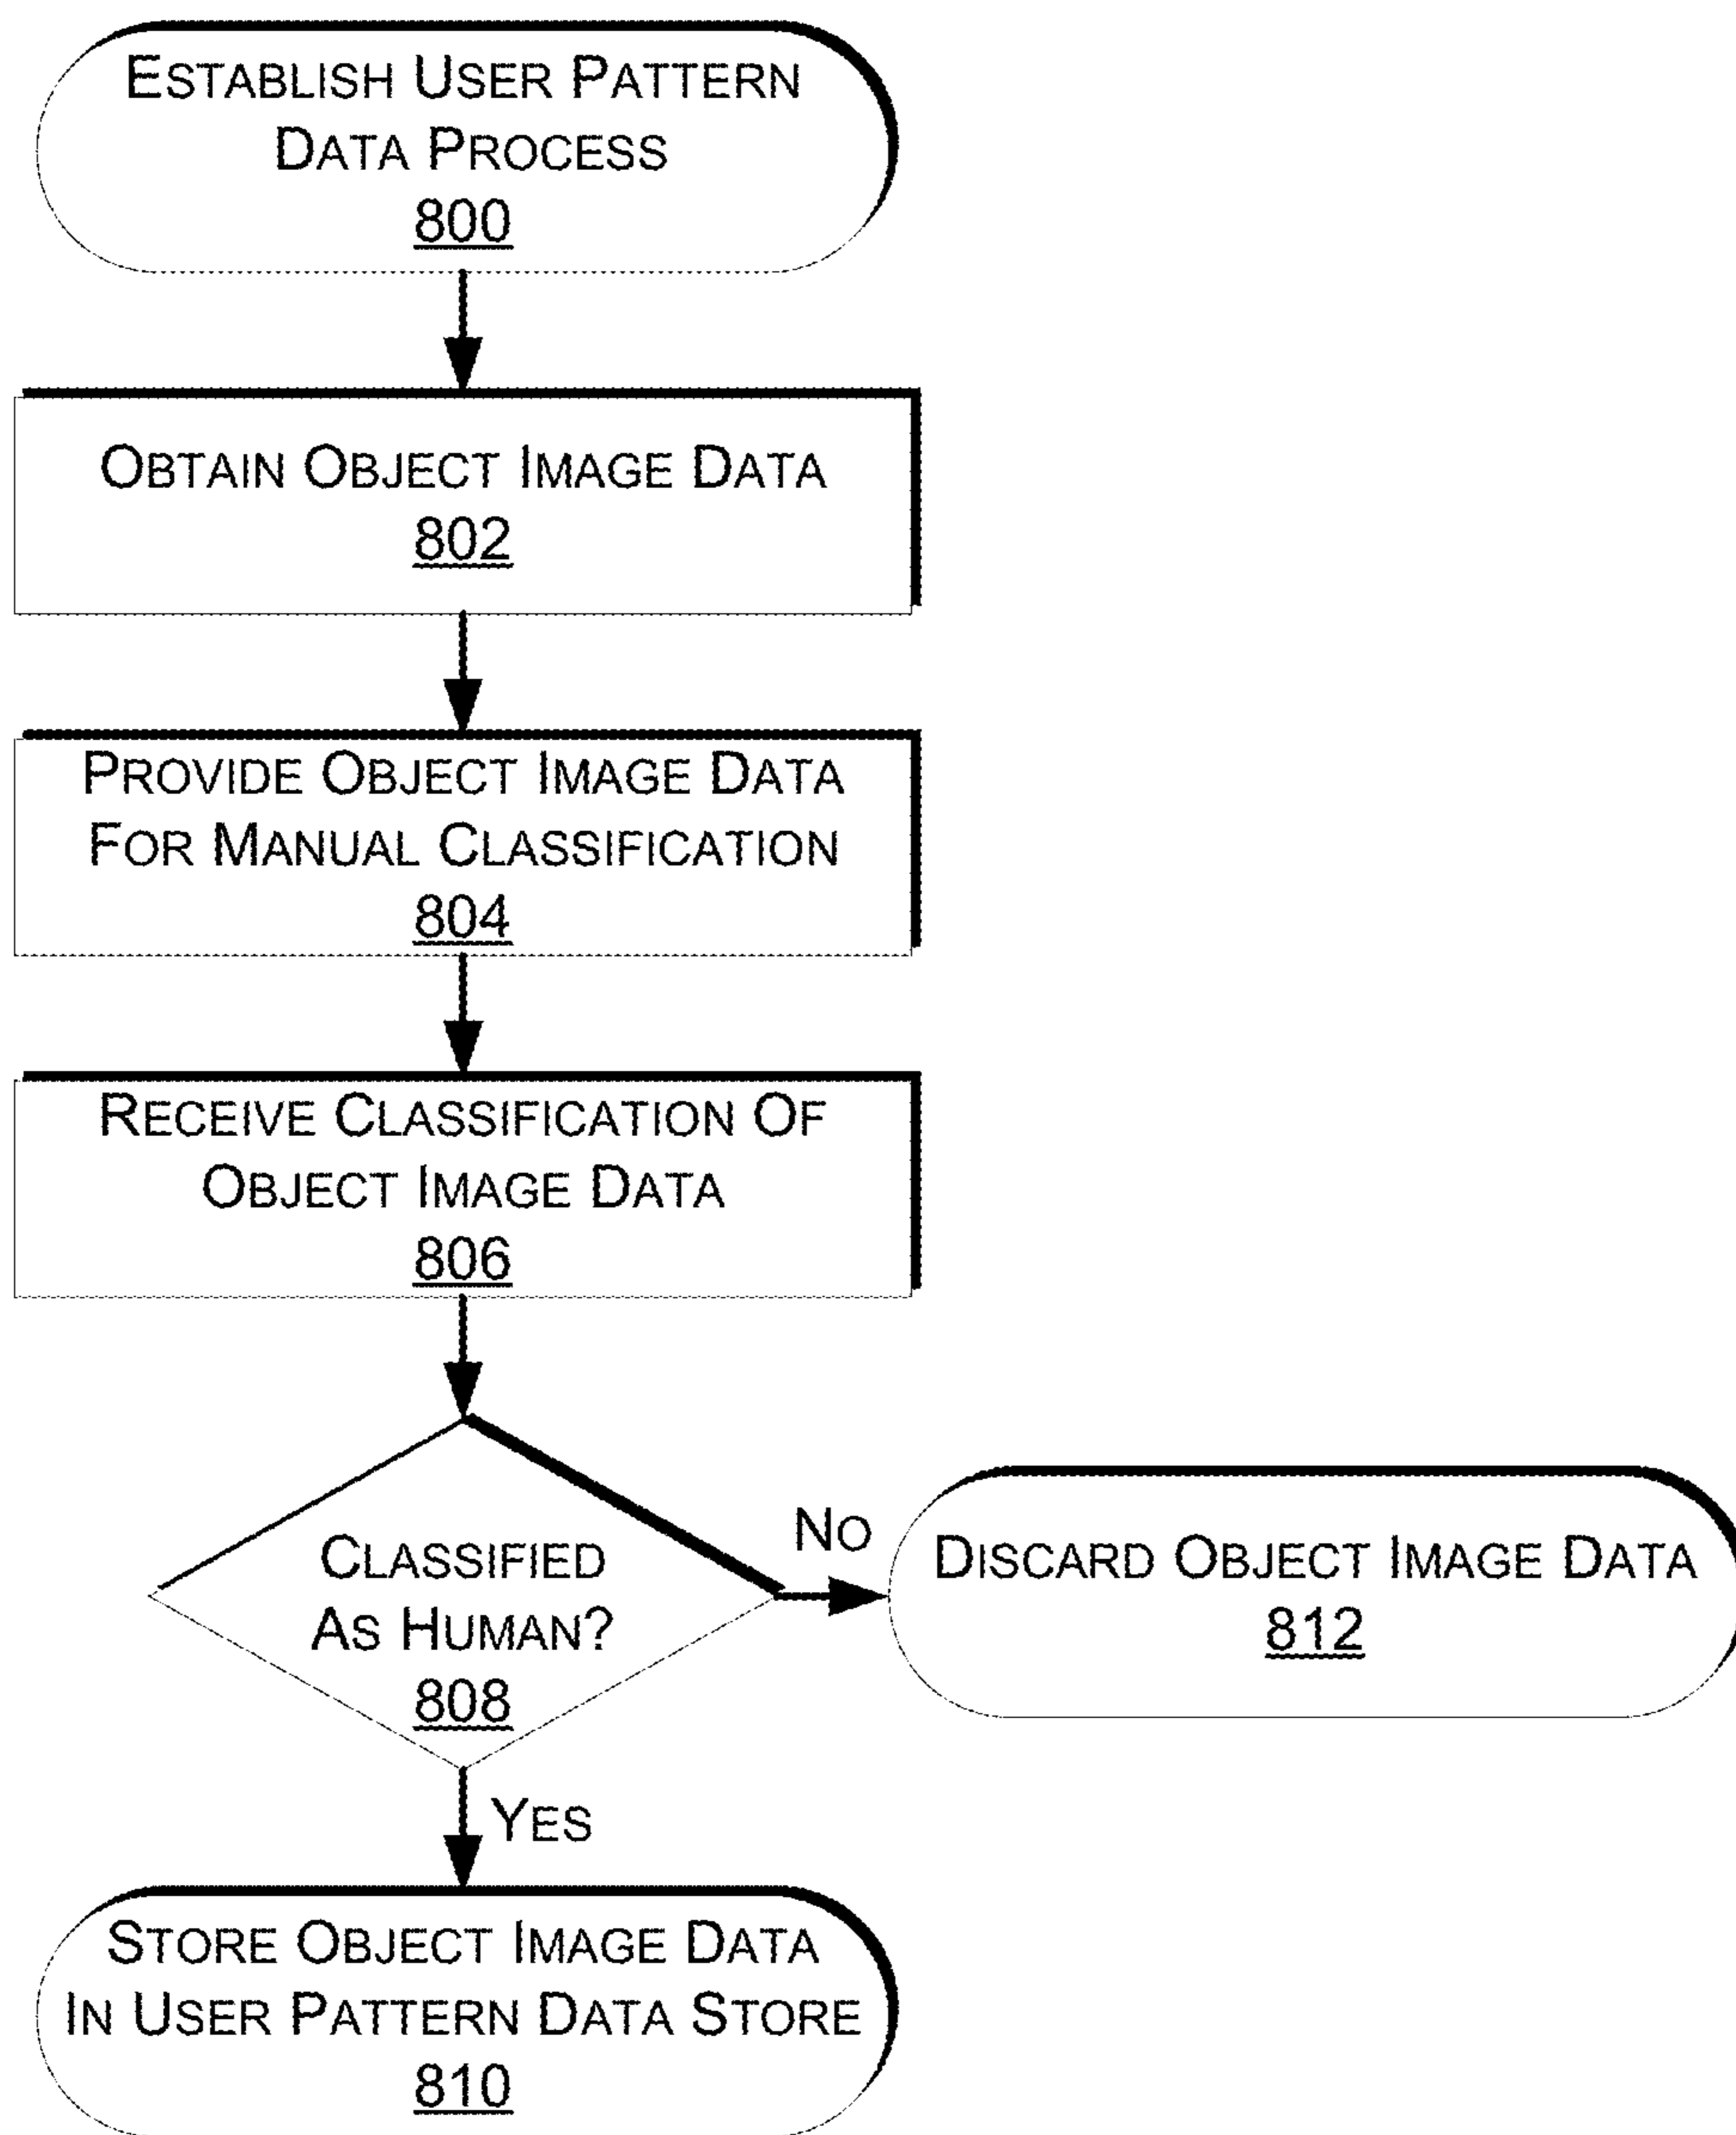 ESTABLISH USER PATTERN
DATA PROCESS
800
OBTAIN OBJECT IMAGE DATA
802
PROVIDE OBJECT IMAGE DATA
FOR MANUAL CLASSIFICATION
804
RECEIVE CLASSIFICATION OF
OBJECT IMAGE DATA
806
CLASSIFIED
AS HUMAN?
808
NO
DISCARD OBJECT IMAGE DATA
812
YES
STORE OBJECT IMAGE DATA
IN USER PATTERN DATA STORE
810